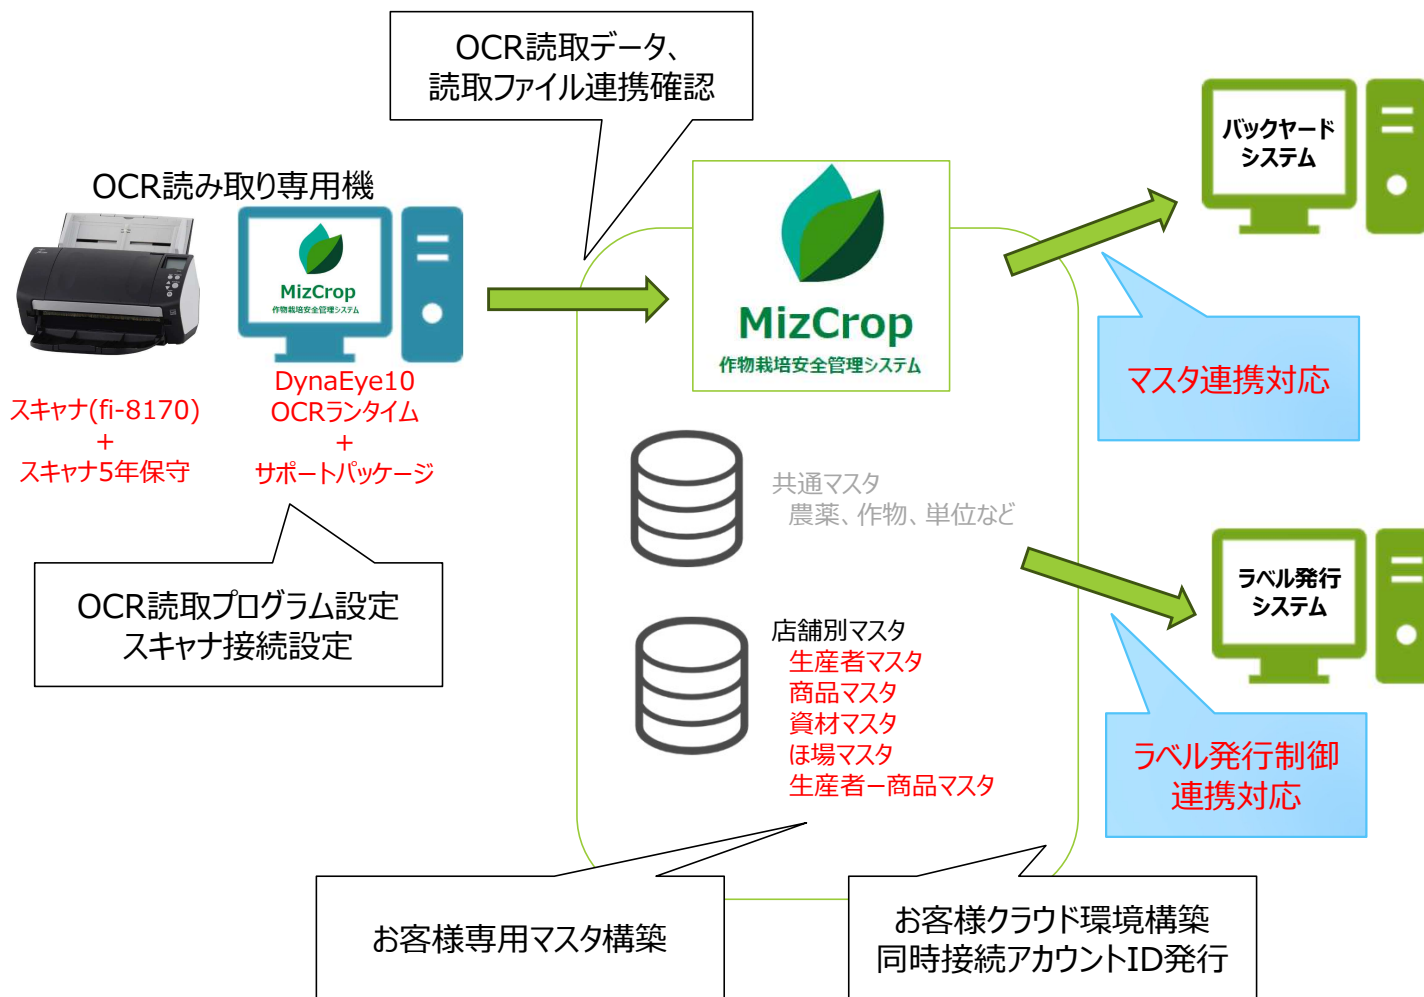 OCR読取データ、
読取ファイル連携確認
OCR読み取り専用機
MizCrop
作物栽培安全管理システム
スキャナ(fi-8170)
+
スキャナ5年保守
DynaEye10
OCRランタイム
+
サポートパッケージ
OCR読取プログラム設定
スキャナ接続設定
MizCrop
作物栽培安全管理システム
共通マスタ
農薬、作物、単位など
店舗別マスタ
生産者マスタ
商品マスタ
資材マスタ
ほ場マスタ
生産者ー商品マスタ
バックヤード
システム
マスタ連携対応
ラベル発行
システム
ラベル発行制御
連携対応
お客様専用マスタ構築
お客様クラウド環境構築
同時接続アカウントID発行